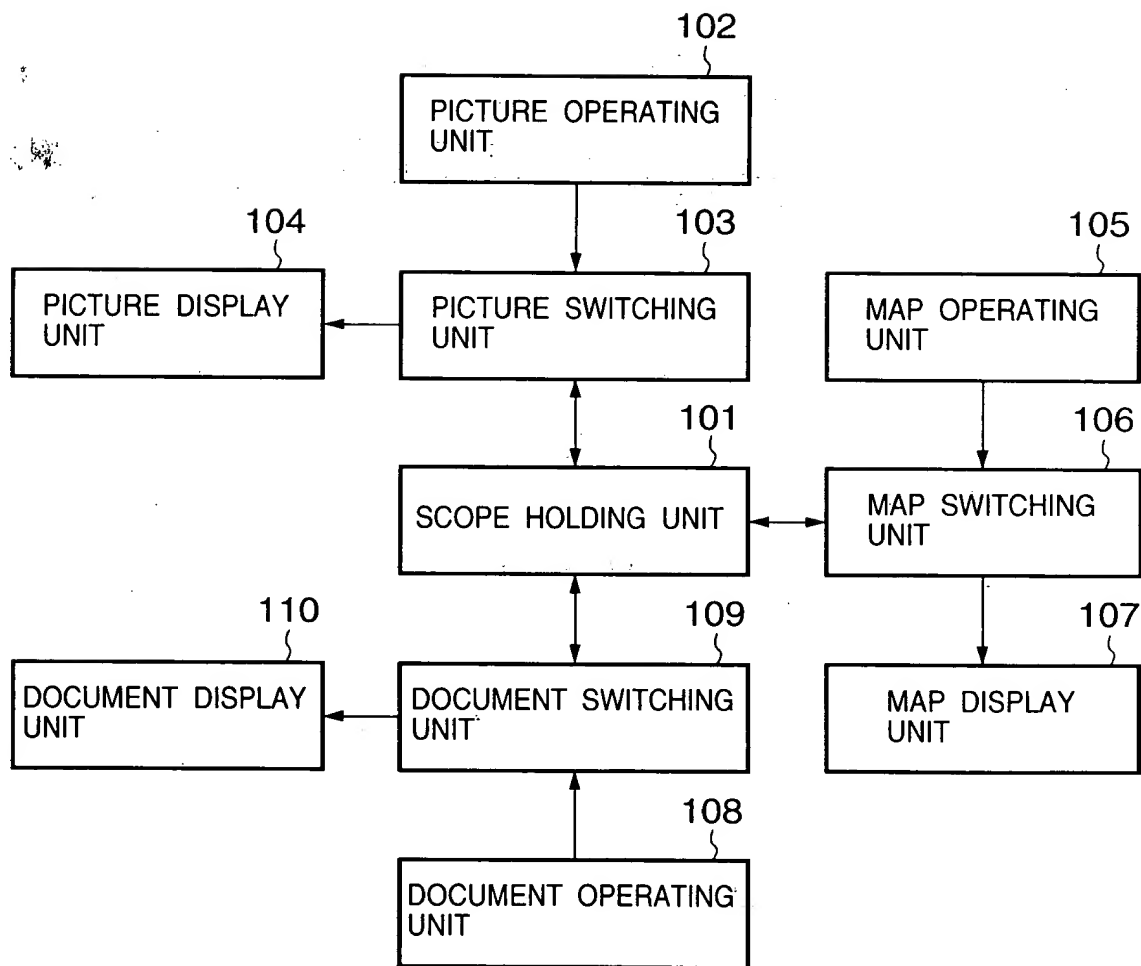 102
PICTURE OPERATING
UNIT
104
PICTURE DISPLAY
UNIT
103
PICTURE SWITCHING
UNIT
105
MAP OPERATING
UNIT
101
SCOPE HOLDING UNIT
106
MAP SWITCHING
UNIT
110
DOCUMENT DISPLAY
UNIT
109
DOCUMENT SWITCHING
UNIT
107
MAP DISPLAY
UNIT
108
DOCUMENT OPERATING
UNIT